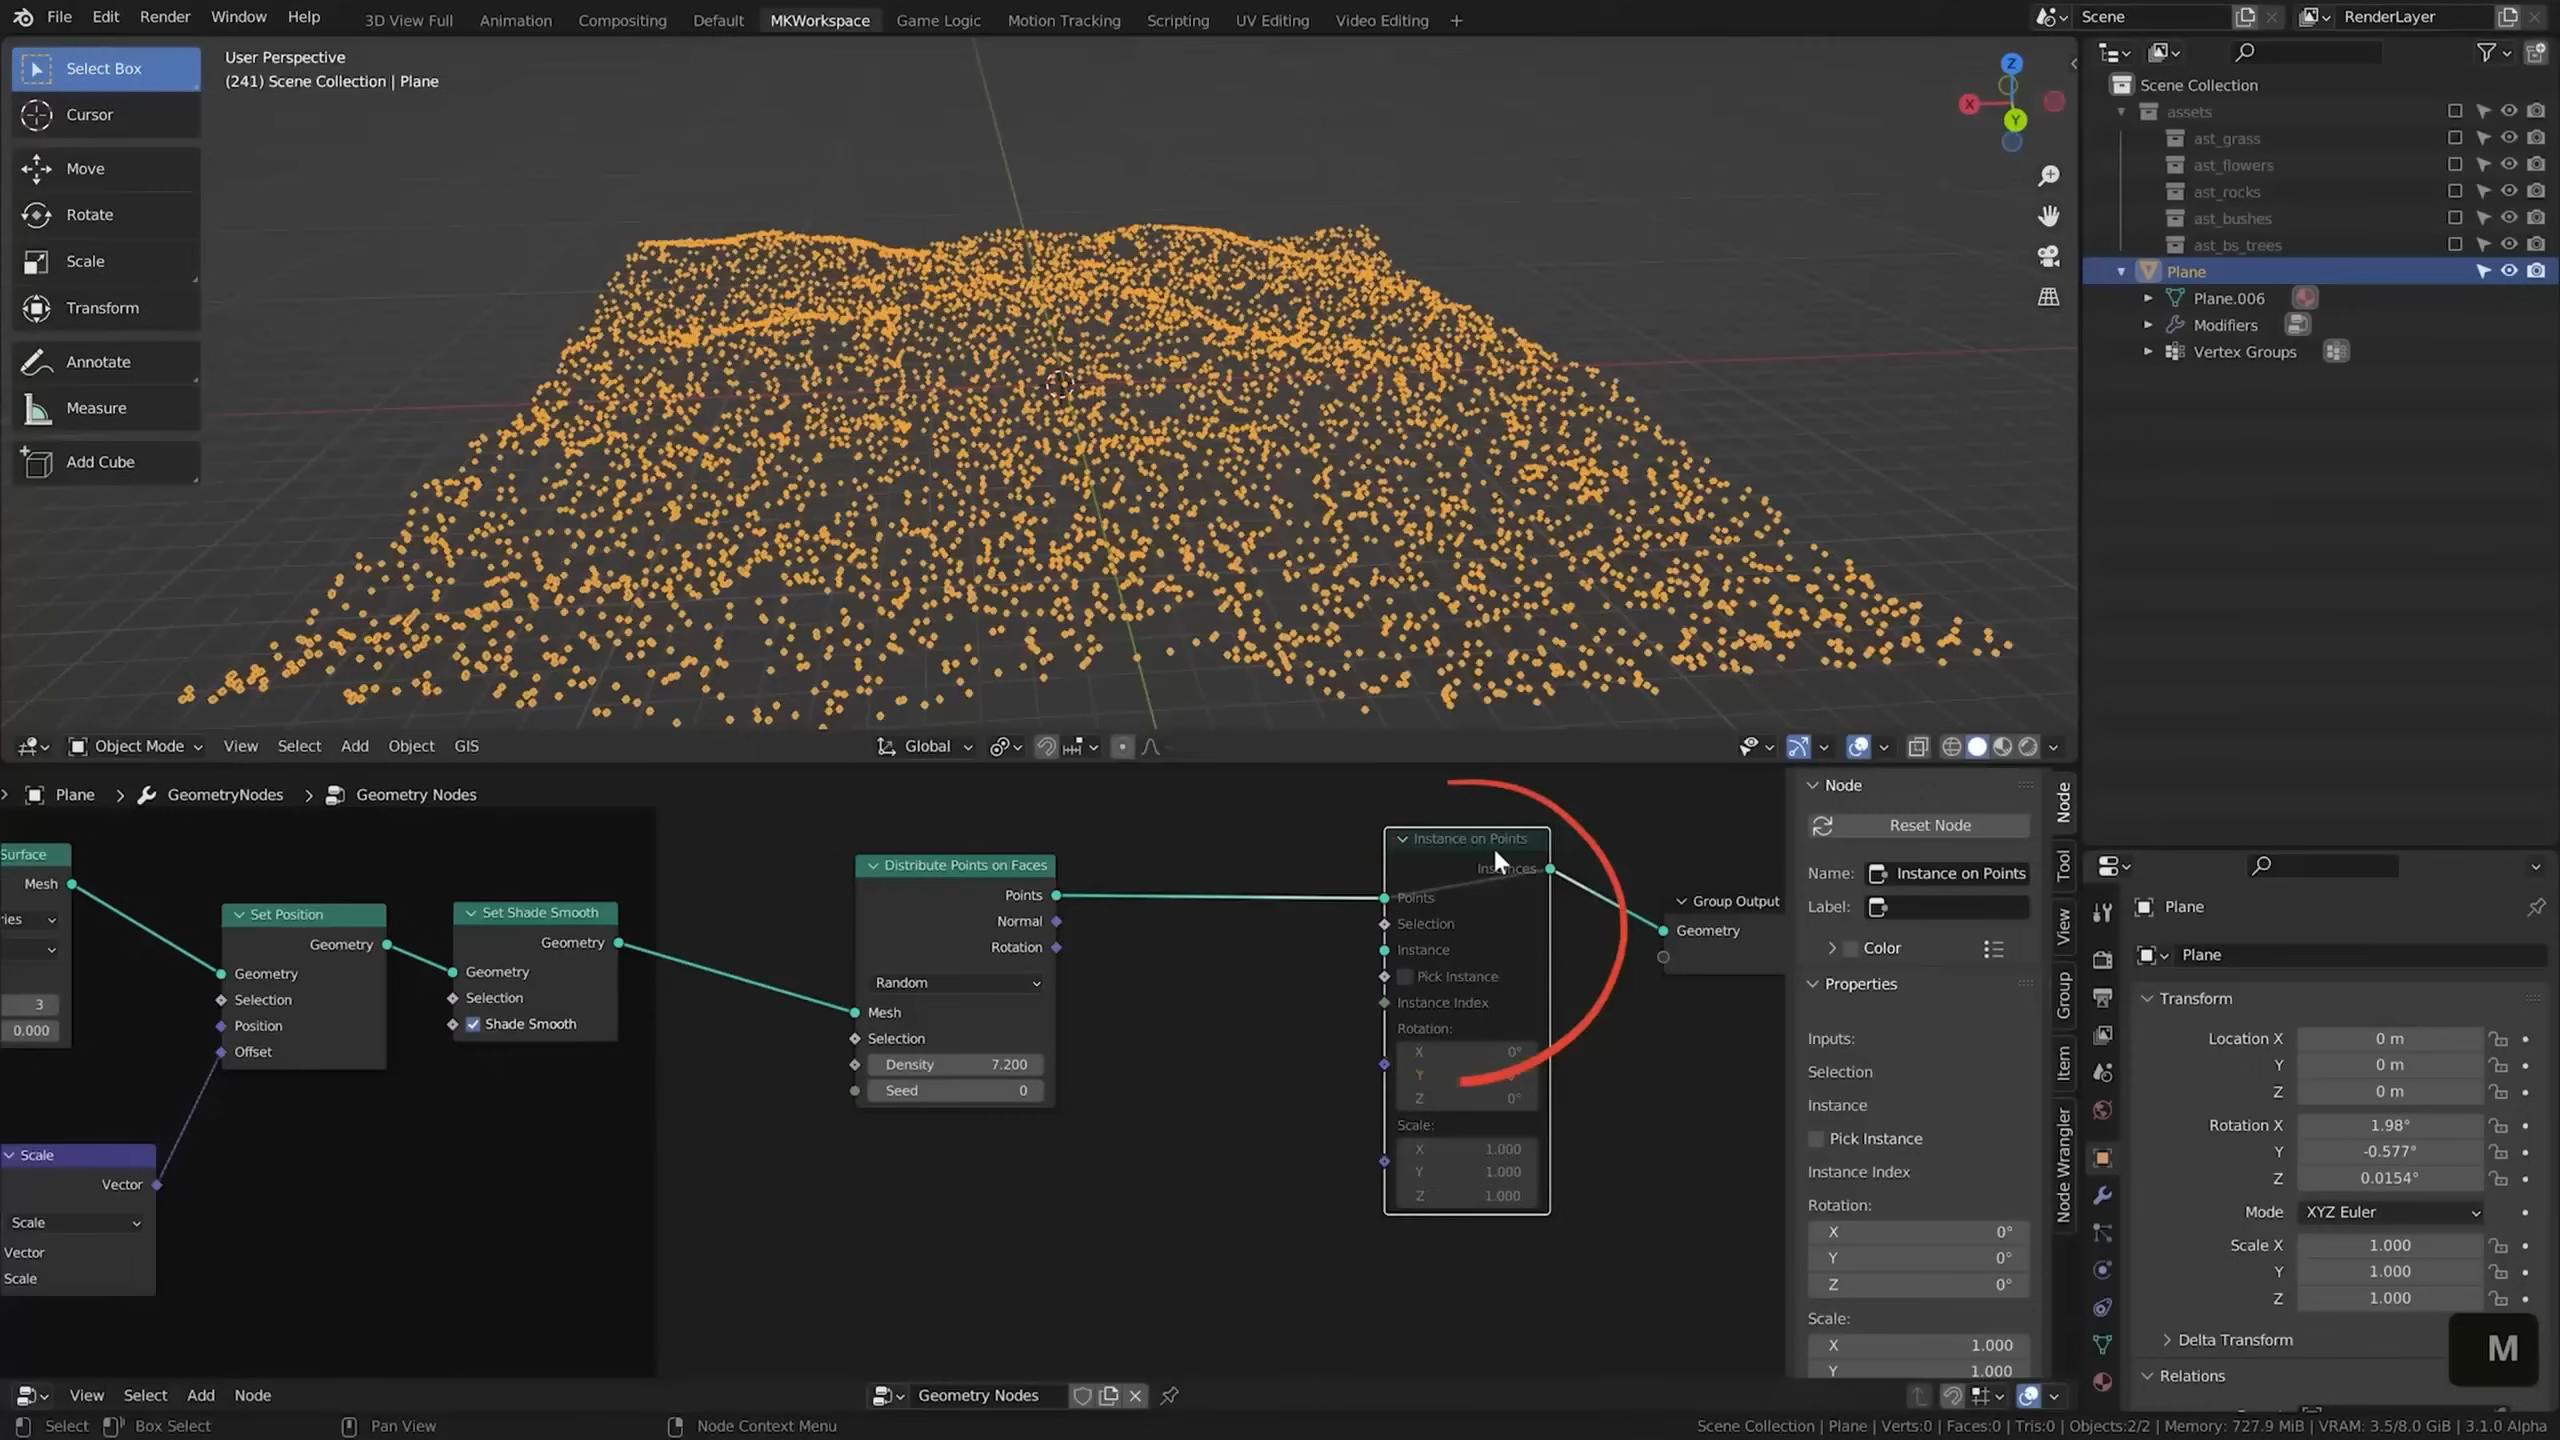 File Edit Render Window Help 3D View Full Animation Compositing Default MKWorkspace Game Logic Motion Tracking Scripting UV Editing Video Editing + Scene RenderLayer
Select Box
Cursor
Move
Rotate
Scale
Transform
Annotate
Measure
Add Cube
User Perspective
(241) Scene Collection | Plane
Z
X
Y
Scene Collection
assets
ast_grass
ast_flowers
ast_rocks
ast_bushes
ast_bs_trees
Plane
Plane.006
Modifiers
Vertex Groups
Object Mode View Select Add Object GIS Global
Plane > GeometryNodes > Geometry Nodes
Surface
Mesh
ries
3
0.000
Scale
Vector
Scale
Vector
Scale
Set Position
Geometry
Geometry
Selection
Position
Offset
Set Shade Smooth
Geometry
Geometry
Selection
Shade Smooth
Distribute Points on Faces
Points
Normal
Rotation
Random
Mesh
Selection
Density 7.200
Seed 0
Instance on Points
Instances
Points
Selection
Instance
Pick Instance
Instance Index
Rotation:
X 0°
Y
Z 0°
Scale:
X 1.000
Y 1.000
Z 1.000
Group Output
Geometry
Node
Reset Node
Name: Instance on Points
Label:
Color
Properties
Inputs:
Selection
Instance
Pick Instance
Instance Index
Rotation:
X 0°
Y 0°
Z 0°
Scale:
X 1.000
Y 1.000
Node
Tool
View
Group
Item
Node Wrangler
Plane
Plane
Transform
Location X 0 m
Y 0 m
Z 0 m
Rotation X 1.98°
Y -0.577°
Z 0.0154°
Mode XYZ Euler
Scale X 1.000
Y 1.000
Z 1.000
Delta Transform
Relations
M
View Select Add Node Geometry Nodes
Select Box Select Pan View Node Context Menu Scene Collection | Plane | Verts:0 | Faces:0 | Tris:0 | Objects:2/2 | Memory: 727.9 MiB | VRAM: 3.5/8.0 GiB | 3.1.0 Alpha